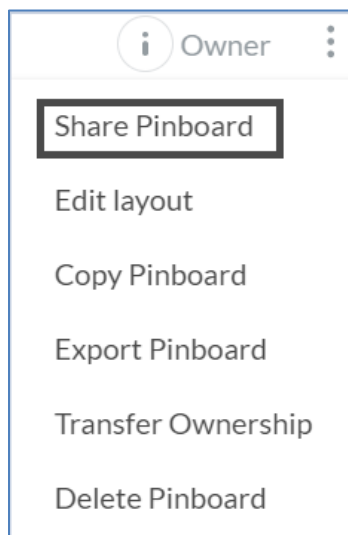 i Owner
Share Pinboard
Edit layout
Copy Pinboard
Export Pinboard
Transfer Ownership
Delete Pinboard